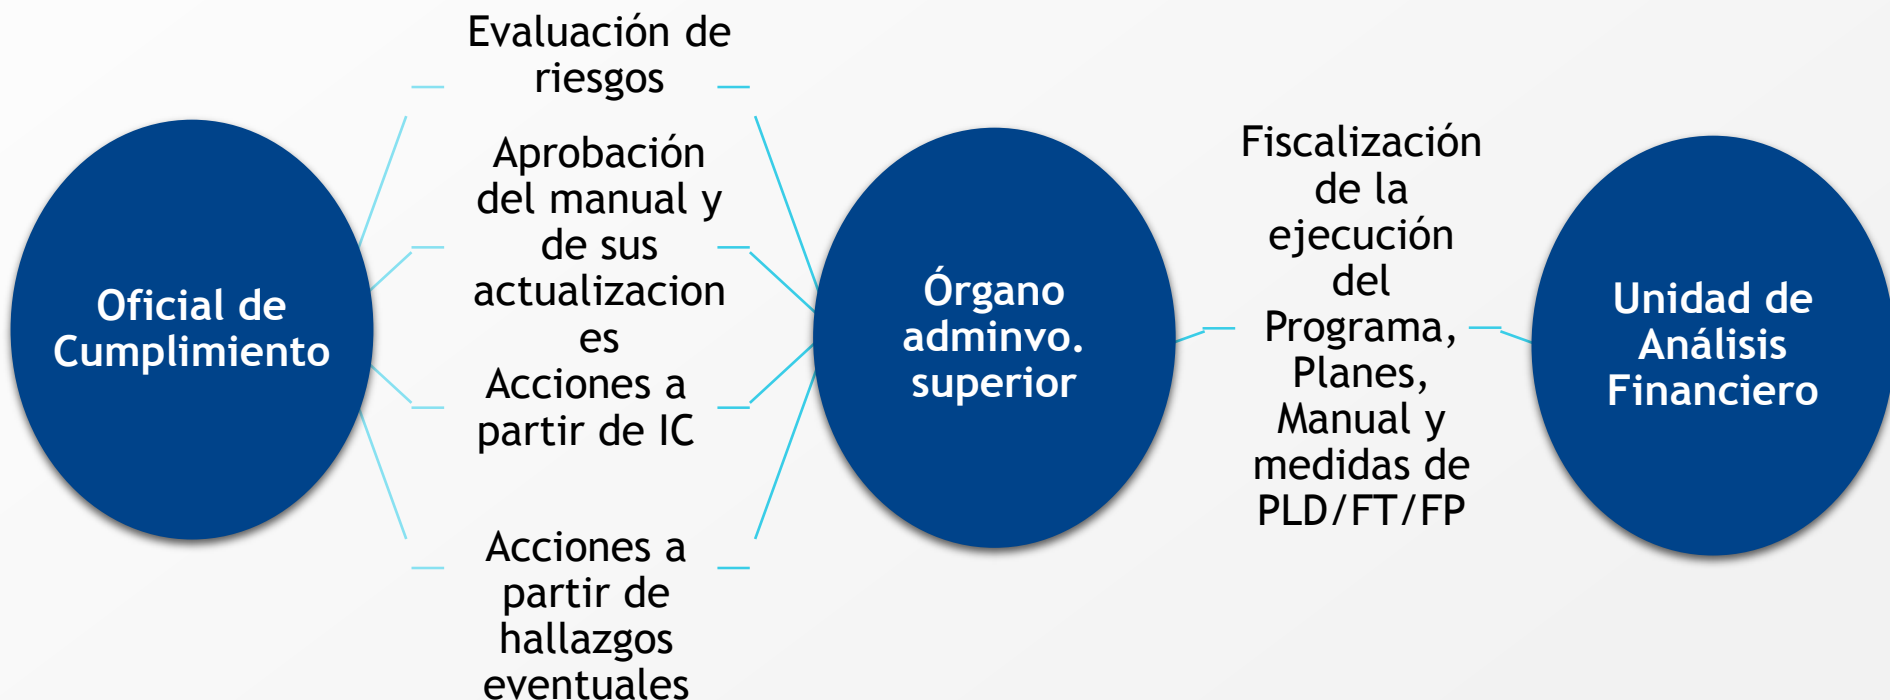 Oficial de
Cumplimiento
Evaluación de
riesgos
Aprobación
del manual y
de sus
actualizacion
es
Acciones a
partir de IC
Acciones a
partir de
hallazgos
eventuales
Órgano
adminvo.
superior
Fiscalización
de la
ejecución
del
Programa,
Planes,
Manual y
medidas de
PLD/FT/FP
Unidad de
Análisis
Financiero